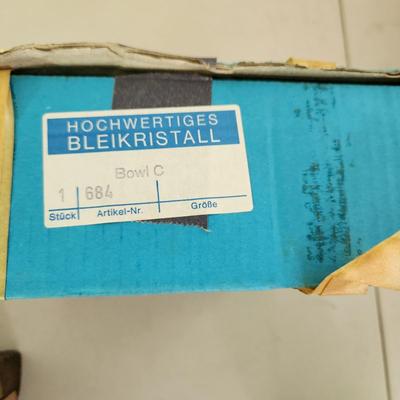 HOCHWERTIGES
BLEIKRISTALL
Bowl C
1 684
Stück Artikel-Nr. Größe